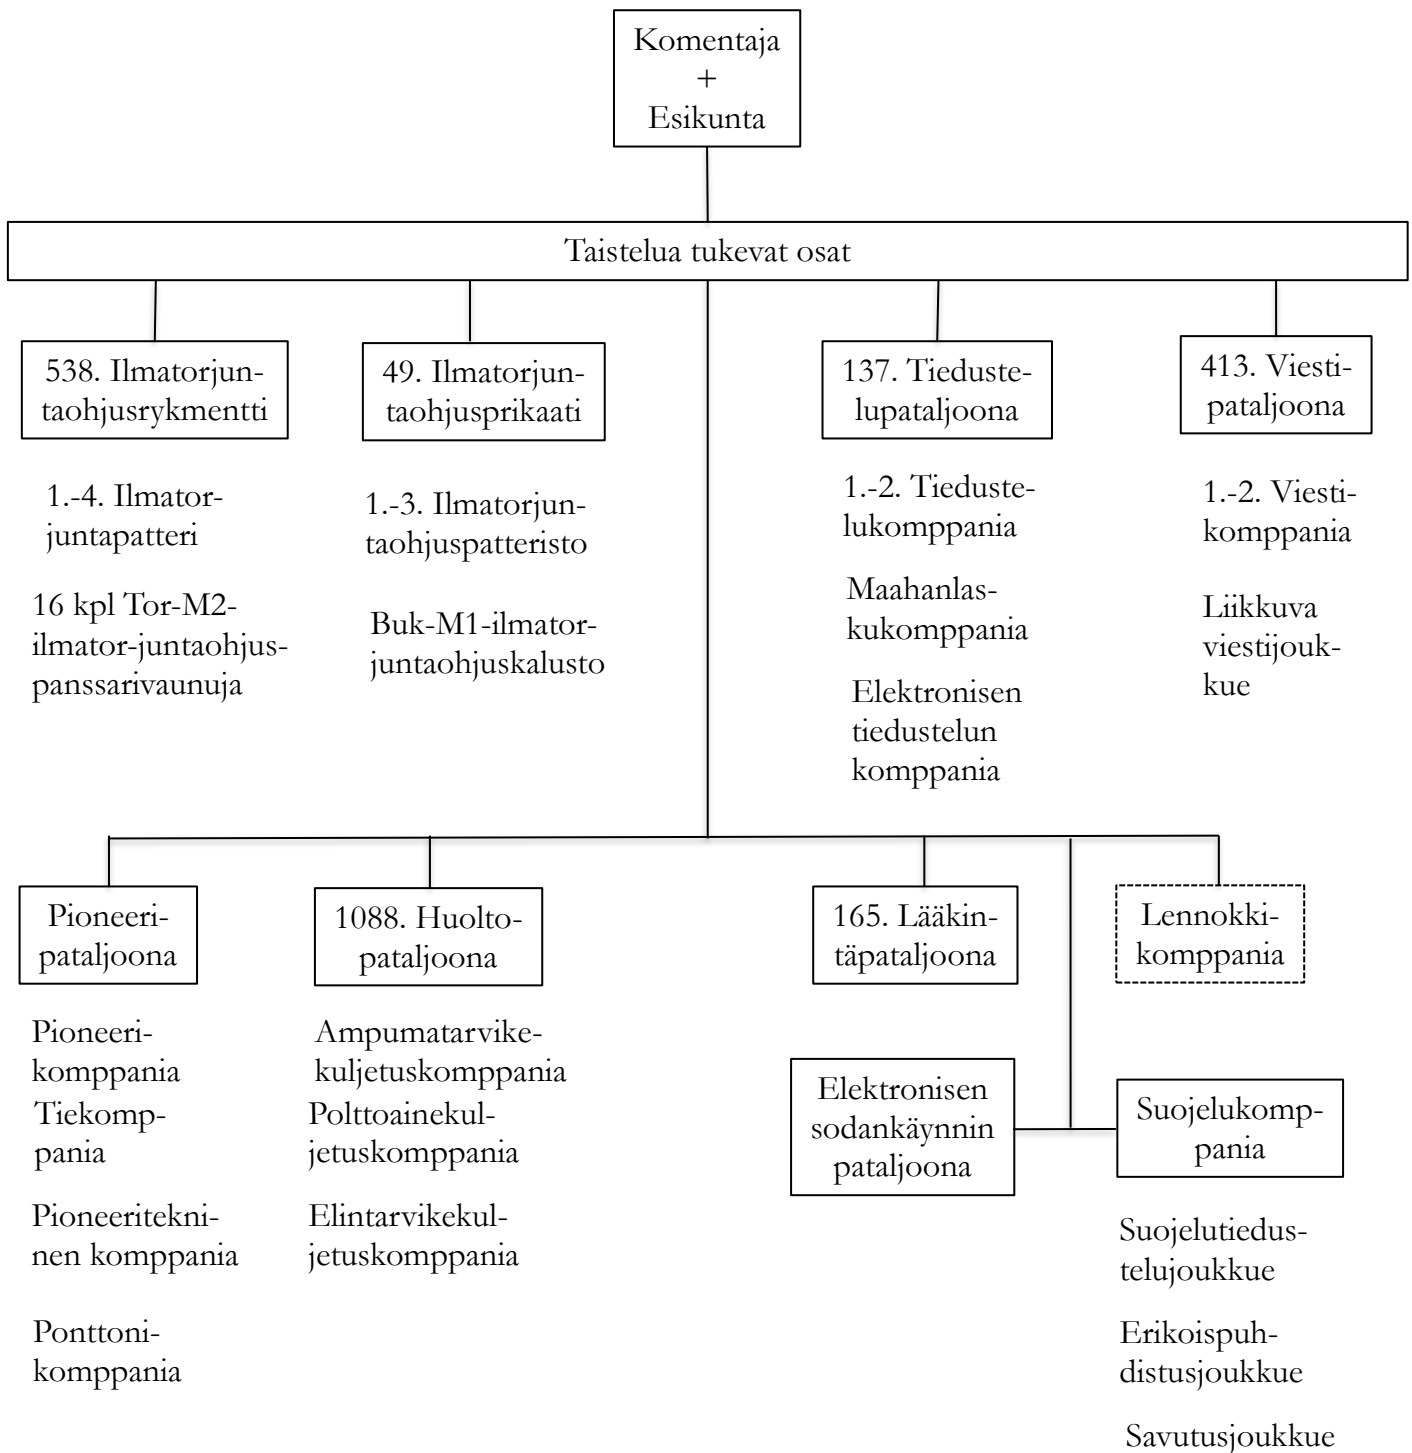 Komentaja
+
Esikunta
Taistelua tukevat osat
538. Ilmatorjun-
taohjusrykmentti
1.-4. Ilmator-
juntapatteri
16 kpl Tor-M2-
ilmator-juntaohjus-
panssarivaunuja
49. Ilmatorjun-
taohjusprikaati
1.-3. Ilmatorjun-
taohjuspatteristo
Buk-M1-ilmator-
juntaohjuskalusto
137. Tieduste-
lupataljoona
1.-2. Tieduste-
lukomppania
Maahanlas-
kukomppania
Elektronisen
tiedustelun
komppania
413. Viesti-
pataljoona
1.-2. Viesti-
komppania
Liikkuva
viestijouk-
kue
Pioneeri-
pataljoona
Pioneeri-
komppania
Tiekomp-
pania
Pioneeritekni-
nen komppania
Ponttoni-
komppania
1088. Huolto-
pataljoona
Ampumatarvike-
kuljetuskomppania
Polttoainekul-
jetuskomppania
Elintarvikekul-
jetuskomppania
165. Lääkin-
täpataljoona
Lennokki-
komppania
Elektronisen
sodankäynnin
pataljoona
Suojelukomp-
pania
Suojelutiedus-
telujoukkue
Erikoispuh-
distusjoukkue
Savutusjoukkue